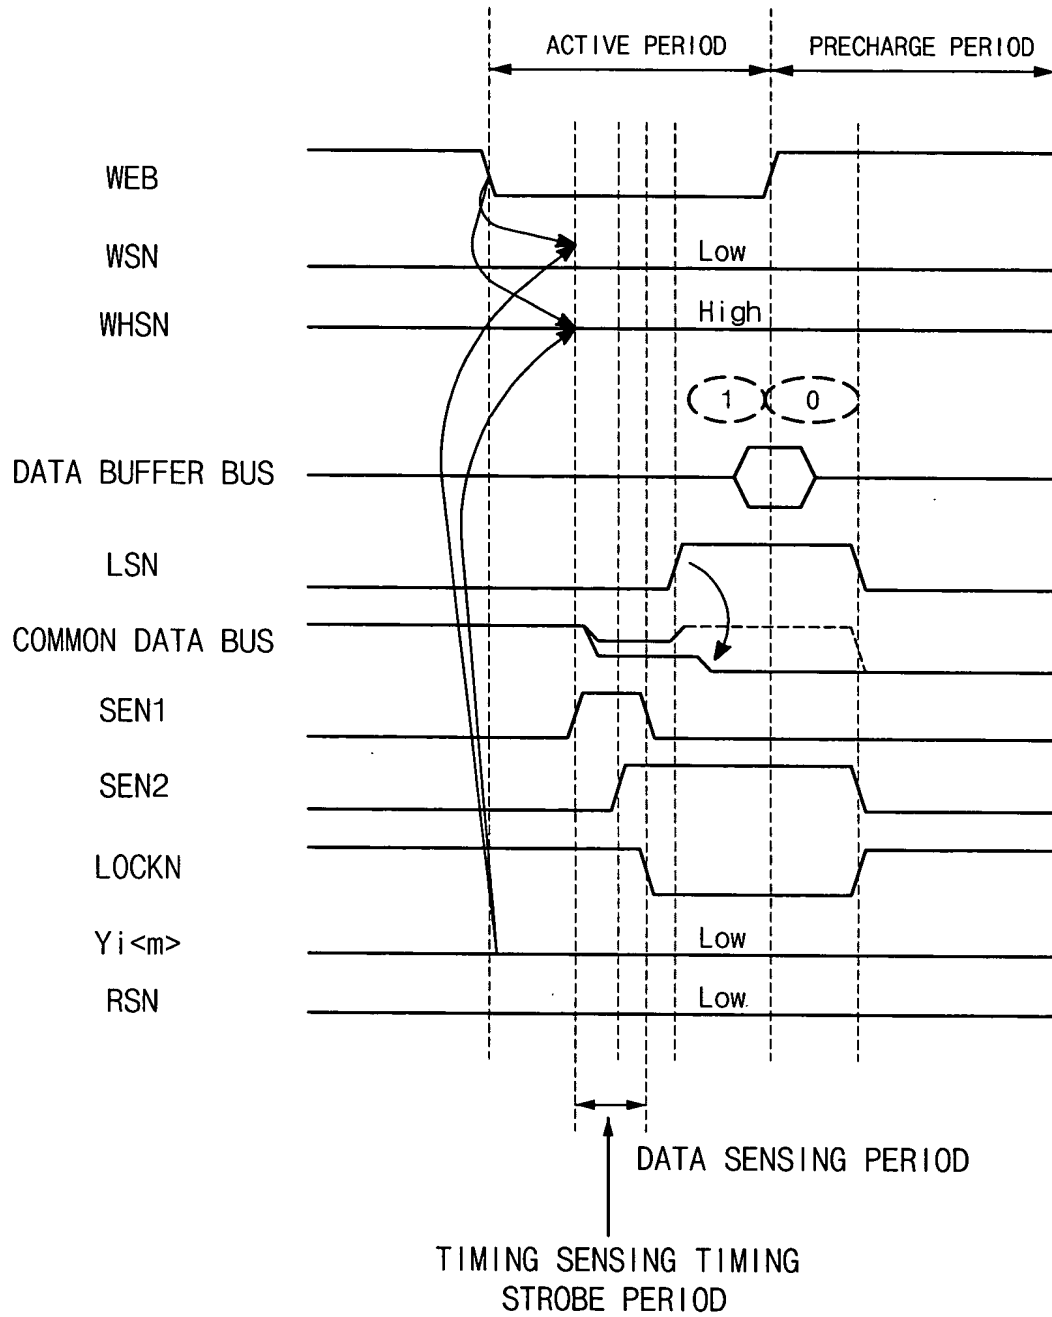 ACTIVE PERIOD
PRECHARGE PERIOD
WEB
WSN
Low
WHSN
High
1
0
DATA BUFFER BUS
LSN
COMMON DATA BUS
SEN1
SEN2
LOCKN
Yi<m>
Low
RSN
Low
DATA SENSING PERIOD
TIMING SENSING TIMING
STROBE PERIOD